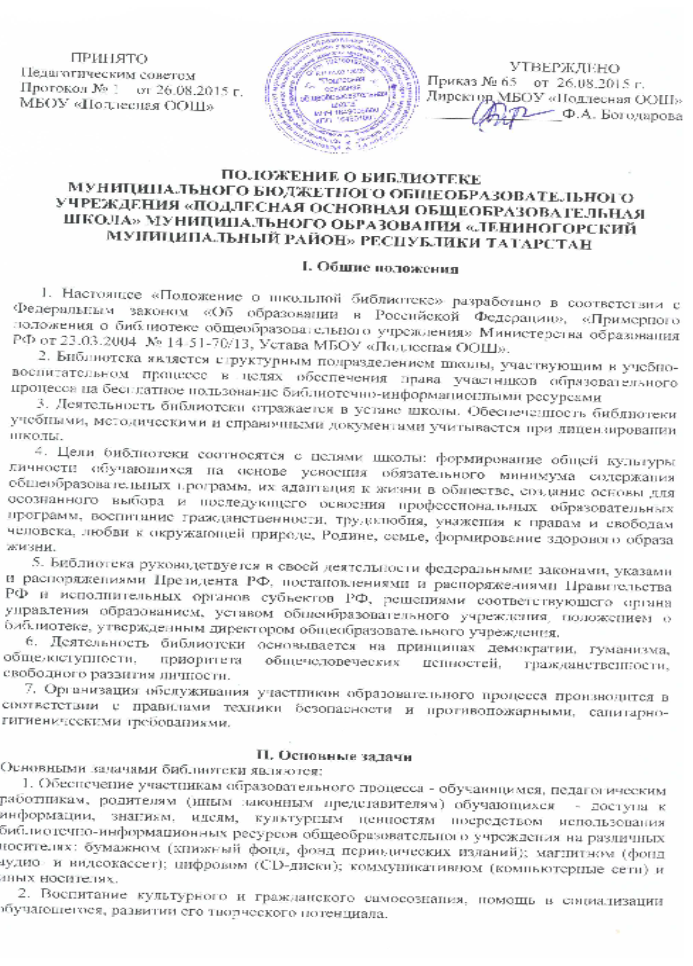 ПРИНЯТО
Педагогическим советом
Протокол № 1 от 26.08.2015 г.
МБОУ «Подлесная ООШ»
УТВЕРЖДЕНО
Приказ № 65 от 26.08.2015 г.
Директор МБОУ «Подлесная ООШ»
Ф.А. Богодарова
ПОЛОЖЕНИЕ О БИБЛИОТЕКЕ
МУНИЦИПАЛЬНОГО БЮДЖЕТНОГО ОБЩЕОБРАЗОВАТЕЛЬНОГО
УЧРЕЖДЕНИЯ «ПОДЛЕСНАЯ ОСНОВНАЯ ОБЩЕОБРАЗОВАТЕЛЬНАЯ
ШКОЛА» МУНИЦИПАЛЬНОГО ОБРАЗОВАНИЯ «ЛЕНИНОГОРСКИЙ
МУНИЦИПАЛЬНЫЙ РАЙОН» РЕСПУБЛИКИ ТАТАРСТАН
I. Общие положения
1. Настоящее «Положение о школьной библиотеке» разработано в соответствии с
Федеральным законом «Об образовании в Российской Федерации», «Примерного
положения о библиотеке общеобразовательного учреждения» Министерства образования
РФ от 23.03.2004 № 14-51-70/13, Устава МБОУ «Подлесная ООШ».
2. Библиотека является структурным подразделением школы, участвующим в учебно-
воспитательном процессе в целях обеспечения права участников образовательного
процесса на бесплатное пользование библиотечно-информационными ресурсами
3. Деятельность библиотеки отражается в уставе школы. Обеспеченность библиотеки
учебными, методическими и справочными документами учитывается при лицензировании
школы.
4. Цели библиотеки соотносятся с целями школы: формирование общей культуры
личности обучающихся на основе усвоения обязательного минимума содержания
общеобразовательных программ, их адаптация к жизни в обществе, создание основы для
осознанного выбора и последующего освоения профессиональных образовательных
программ, воспитание гражданственности, трудолюбия, уважения к правам и свободам
человека, любви к окружающей природе, Родине, семье, формирование здорового образа
жизни.
5. Библиотека руководствуется в своей деятельности федеральными законами, указами
и распоряжениями Президента РФ, постановлениями и распоряжениями Правительства
РФ и исполнительных органов субъектов РФ, решениями соответствующего органа
управления образованием, уставом общеобразовательного учреждения, положением о
библиотеке, утвержденным директором общеобразовательного учреждения.
6. Деятельность библиотеки основывается на принципах демократии, гуманизма,
общедоступности, приоритета общечеловеческих ценностей, гражданственности,
свободного развития личности.
7. Организация обслуживания участников образовательного процесса производится в
соответствии с правилами техники безопасности и противопожарными, санитарно-
гигиеническими требованиями.
II. Основные задачи
Основными задачами библиотеки являются:
1. Обеспечение участникам образовательного процесса - обучающимся, педагогическим
работникам, родителям (иным законным представителям) обучающихся - доступа к
информации, знаниям, идеям, культурным ценностям посредством использования
библиотечно-информационных ресурсов общеобразовательного учреждения на различных
носителях: бумажном (книжный фонд, фонд периодических изданий); магнитном (фонд
аудио- и видеокассет); цифровом (CD-диски); коммуникативном (компьютерные сети) и
иных носителях.
2. Воспитание культурного и гражданского самосознания, помощь в социализации
обучающегося, развитии его творческого потенциала.